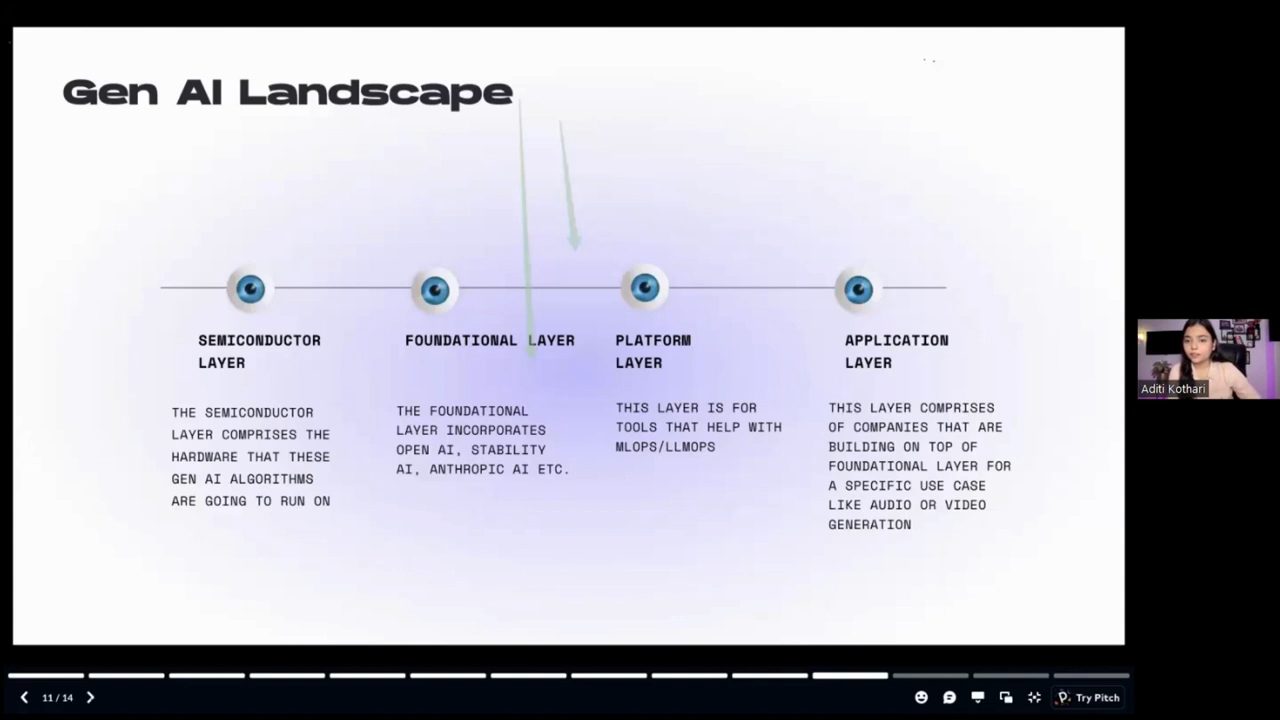 Gen AI Landscape
SEMICONDUCTOR
LAYER
THE SEMICONDUCTOR
LAYER COMPRISES THE
HARDWARE THAT THESE
GEN AI ALGORITHMS
ARE GOING TO RUN ON
FOUNDATIONAL LAYER
THE FOUNDATIONAL
LAYER INCORPORATES
OPEN AI, STABILITY
AI, ANTHROPIC AI ETC.
PLATFORM
LAYER
THIS LAYER IS FOR
TOOLS THAT HELP WITH
MLOPS/LLMOPS
APPLICATION
LAYER
THIS LAYER COMPRISES
OF COMPANIES THAT ARE
BUILDING ON TOP OF
FOUNDATIONAL LAYER FOR
A SPECIFIC USE CASE
LIKE AUDIO OR VIDEO
GENERATION
Aditi Kothari
11 / 14
Try Pitch